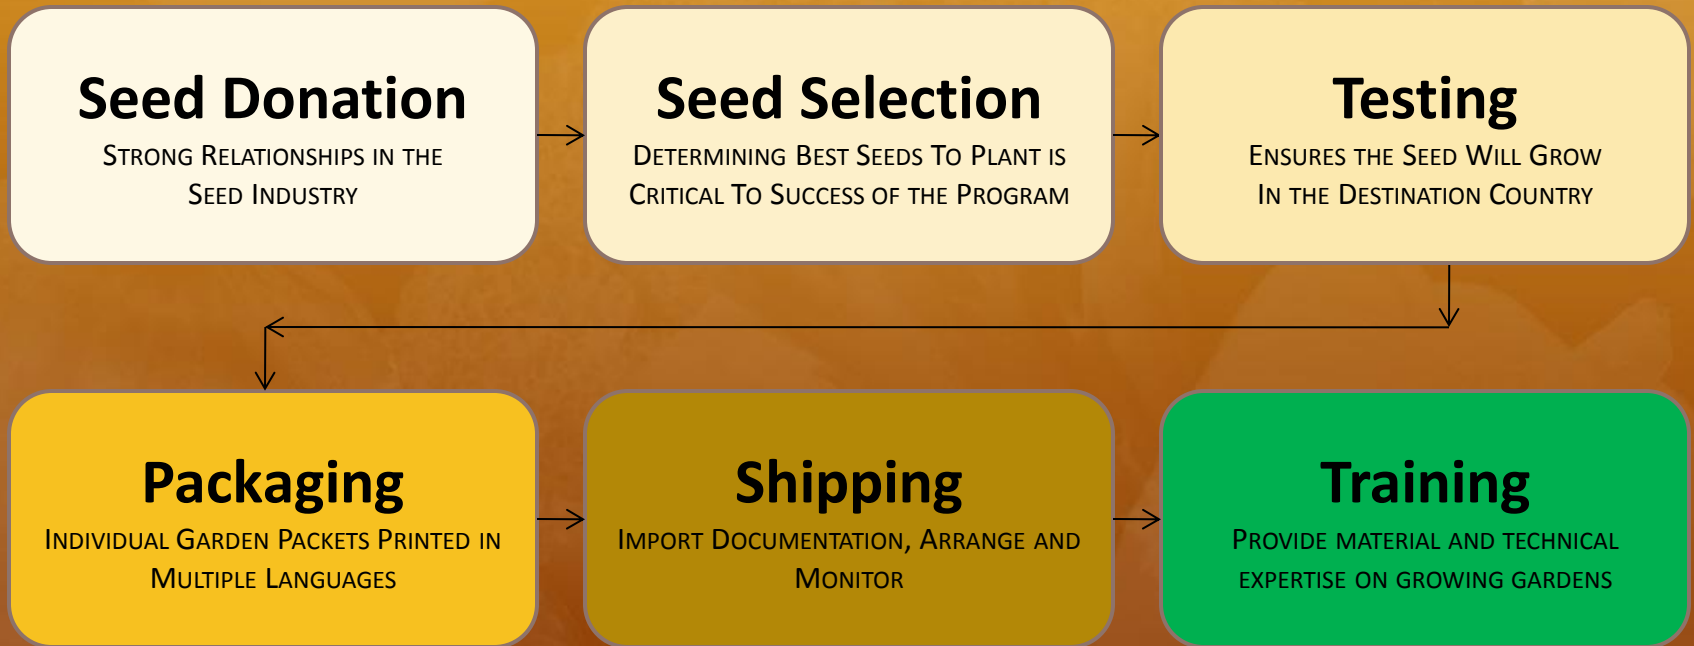 Seed Donation
Strong Relationships in the
Seed Industry
Seed Selection
Determining Best Seeds To Plant is
Critical To Success of the Program
Testing
Ensures the Seed Will Grow
In the Destination Country
Packaging
Individual Garden Packets Printed in
Multiple Languages
Shipping
Import Documentation, Arrange and
Monitor
Training
Provide material and technical
expertise on growing gardens